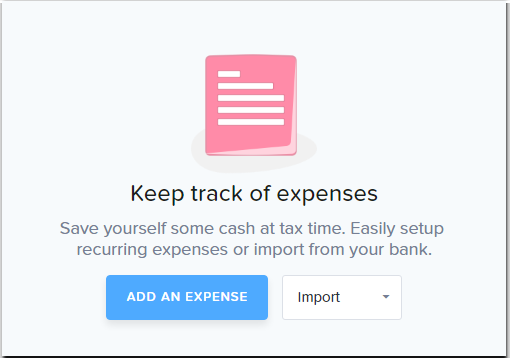 Keep track of expenses
Save yourself some cash at tax time. Easily setup
recurring expenses or import from your bank.
ADD AN EXPENSE
Import